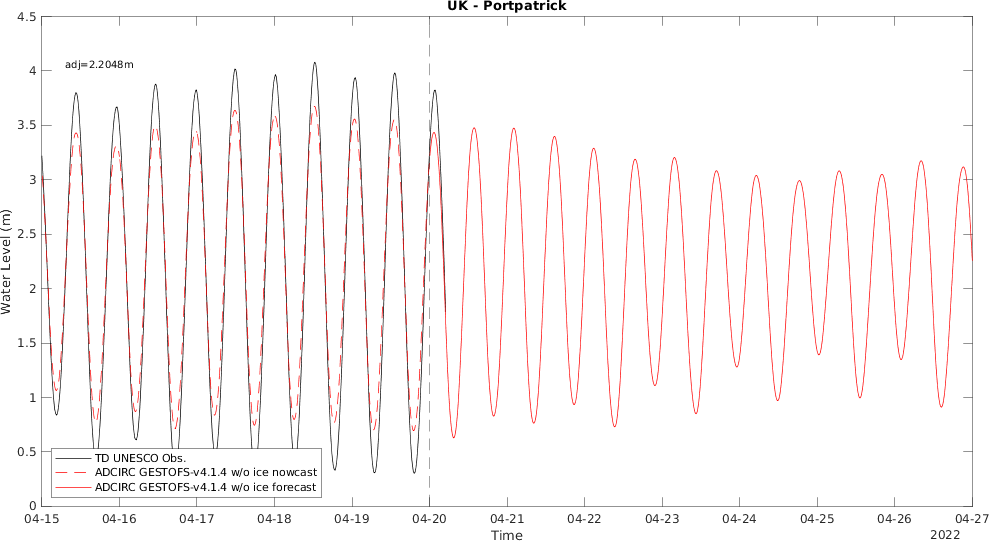 UK - Portpatrick
4.5
4
3.5
3
2.5
2
1.5
1
0.5
0
Water Level (m)
adj=2.2048m
TD UNESCO Obs.
ADCIRC GESTOFS-v4.1.4 w/o ice nowcast
ADCIRC GESTOFS-v4.1.4 w/o ice forecast
04-15 04-16 04-17 04-18 04-19 04-20 04-21 04-22 04-23 04-24 04-25 04-26 04-27
Time
2022